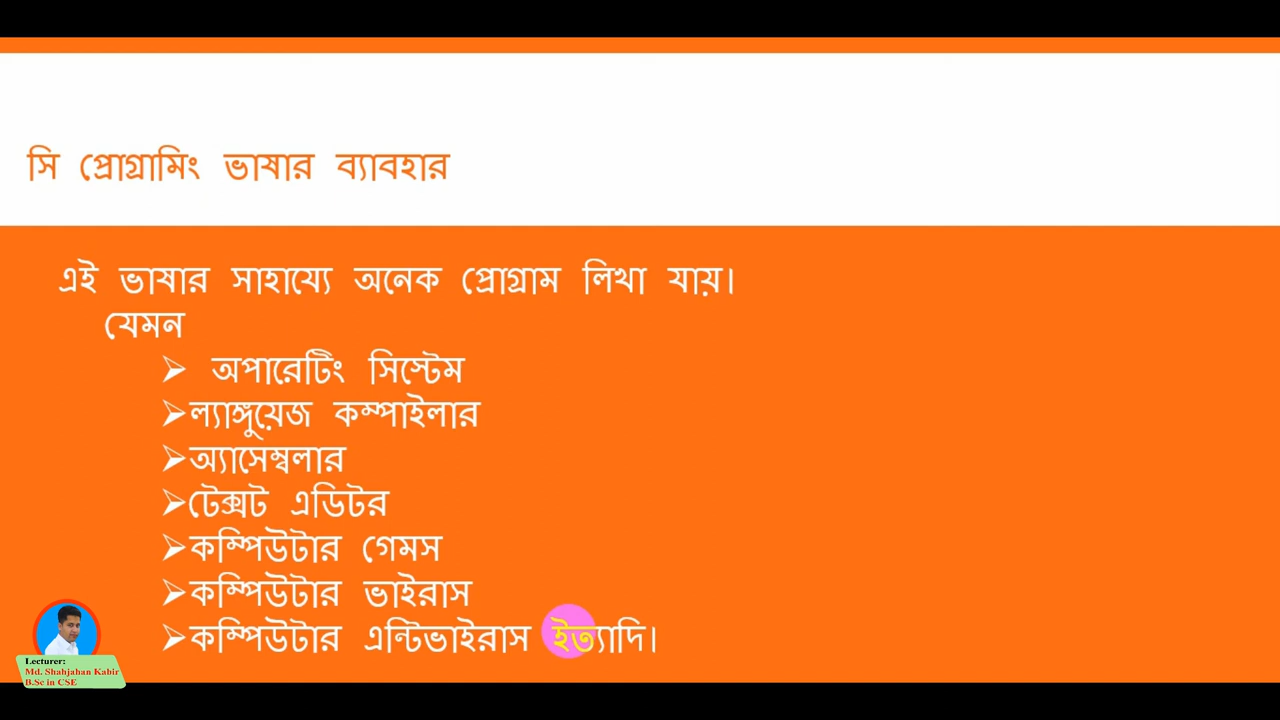 সি প্রোগ্রামিং ভাষার ব্যাবহার
এই ভাষার সাহায্যে অনেক প্রোগ্রাম লিখা যায়।
যেমন
➢ অপারেটিং সিস্টেম
➢ল্যাঙ্গুয়েজ কম্পাইলার
➢অ্যাসেম্বলার
➢টেক্সট এডিটর
➢কম্পিউটার গেমস
➢কম্পিউটার ভাইরাস
➢কম্পিউটার এন্টিভাইরাস ইত্যাদি।
Lecturer:
Md. Shahjahan Kabir
B.Sc in CSE